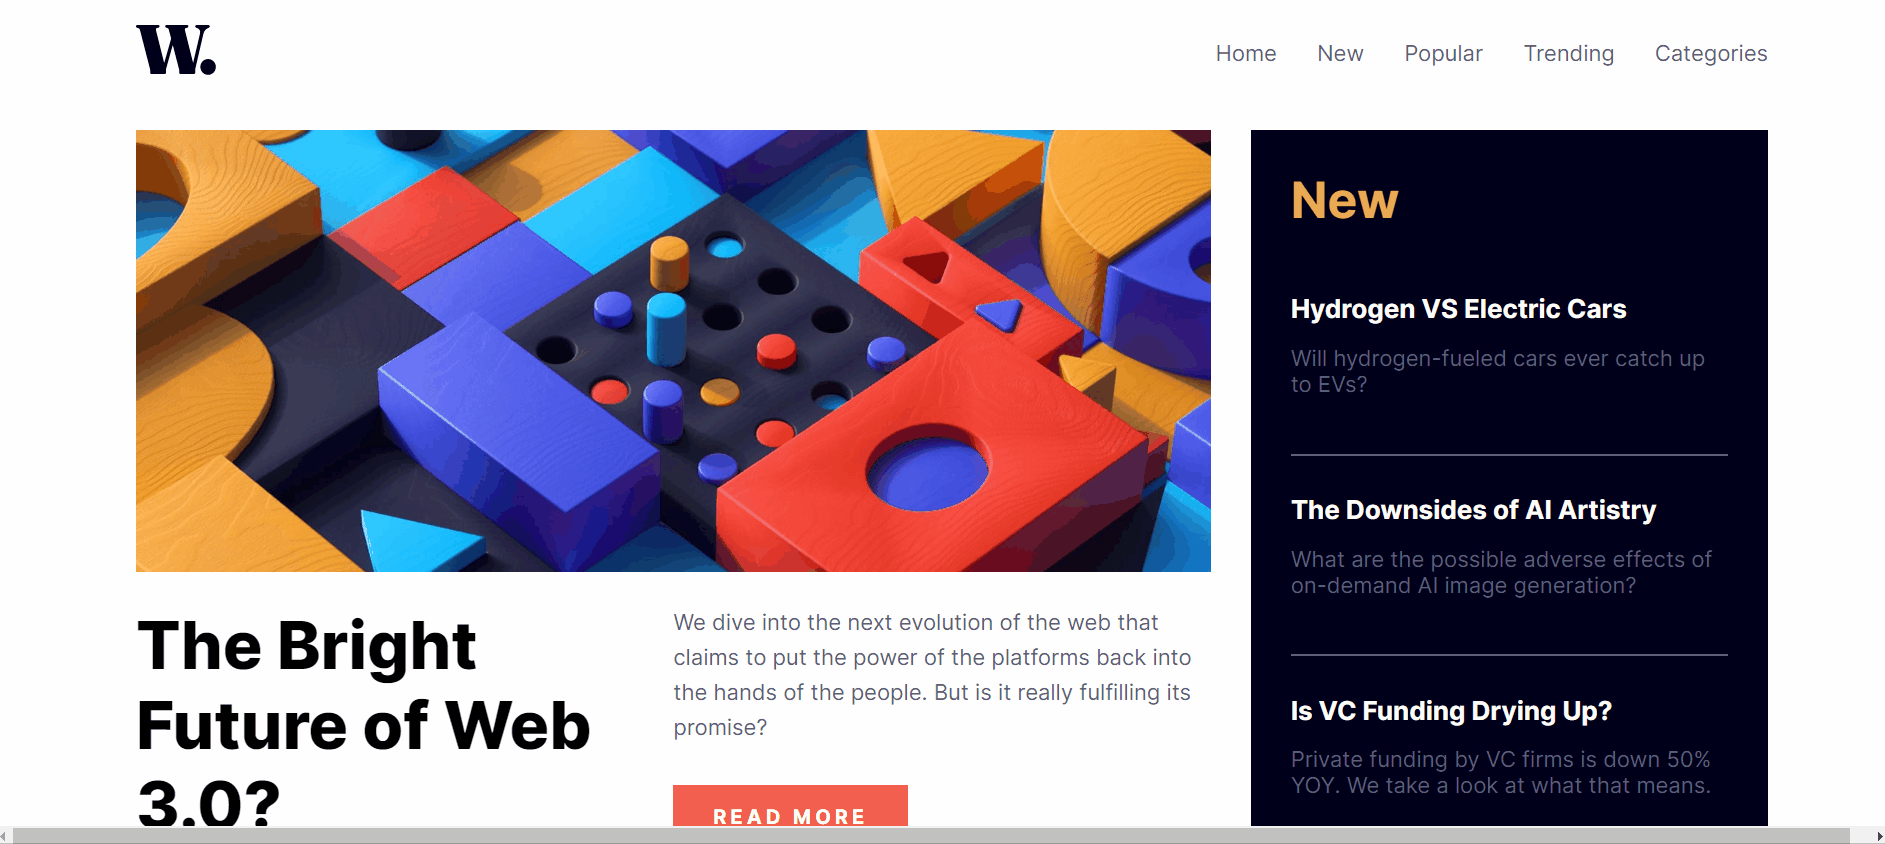 W.
Home New Popular Trending Categories
New
Hydrogen VS Electric Cars
Will hydrogen-fueled cars ever catch up
to EVs?
The Downsides of AI Artistry
What are the possible adverse effects of
on-demand AI image generation?
Is VC Funding Drying Up?
Private funding by VC firms is down 50%
YOY. We take a look at what that means.
The Bright
Future of Web
3.0?
We dive into the next evolution of the web that
claims to put the power of the platforms back into
the hands of the people. But is it really fulfilling its
promise?
READ MORE